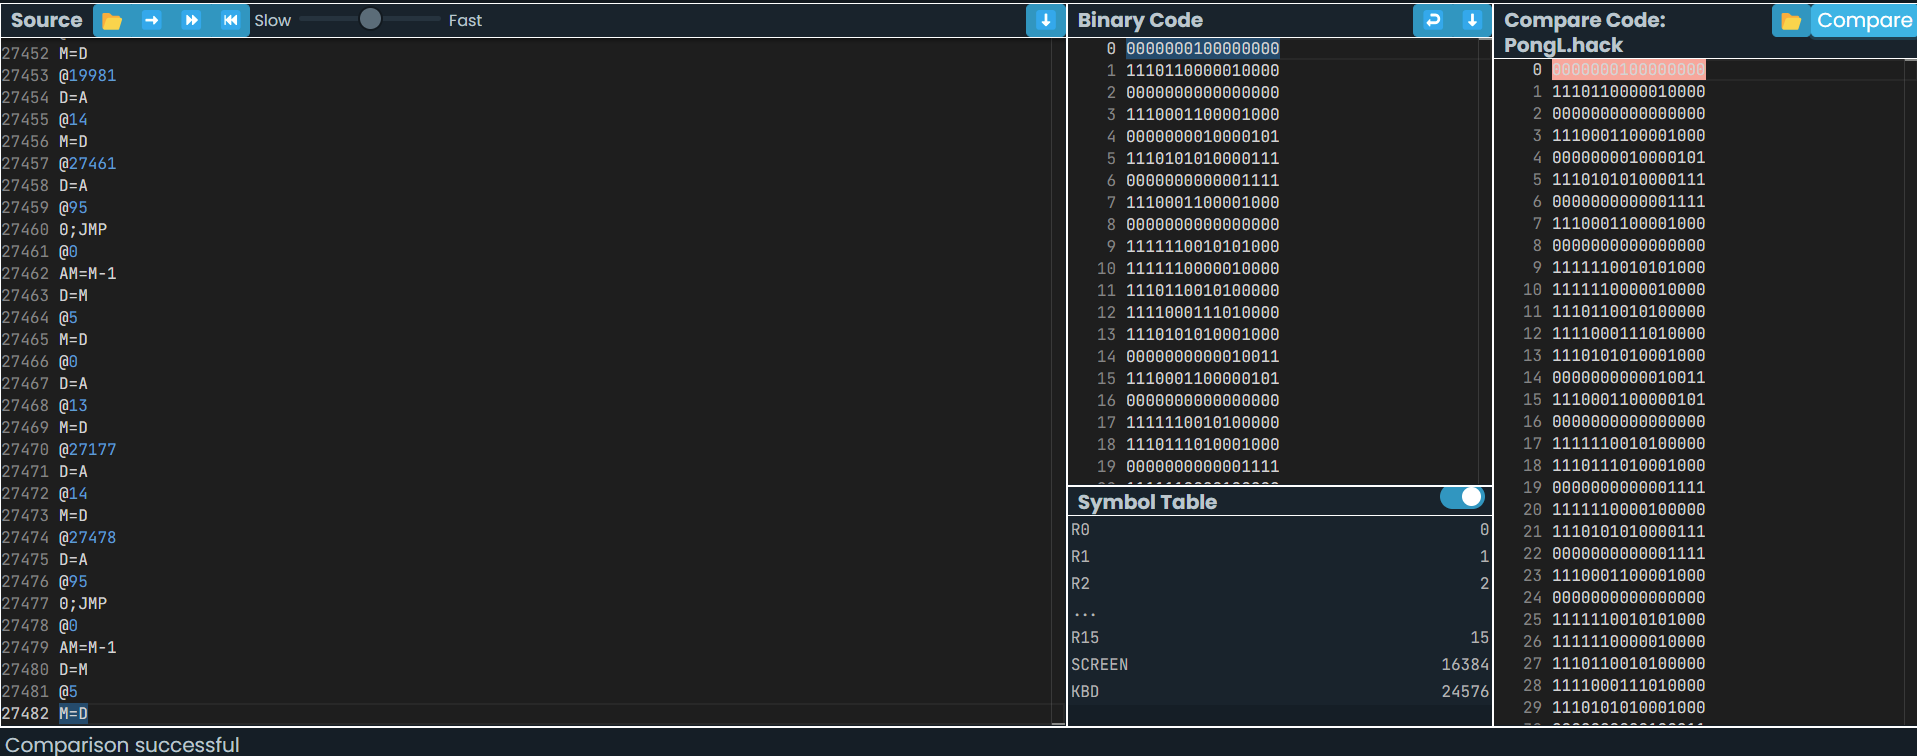 Source
Slow
Fast
27452 M=D
27453 @19981
27454 D=A
27455 @14
27456 M=D
27457 @27461
27458 D=A
27459 @95
27460 0;JMP
27461 @0
27462 AM=M-1
27463 D=M
27464 @5
27465 M=D
27466 @0
27467 D=A
27468 @13
27469 M=D
27470 @27177
27471 D=A
27472 @14
27473 M=D
27474 @27478
27475 D=A
27476 @95
27477 0;JMP
27478 @0
27479 AM=M-1
27480 D=M
27481 @5
27482 M=D
Binary Code
0 0000000100000000
1 1110110000010000
2 0000000000000000
3 1110001100001000
4 0000000010000101
5 1110101010000111
6 0000000000001111
7 1110001100001000
8 0000000000000000
9 1111110010101000
10 1111110000010000
11 1110110010100000
12 1111000111010000
13 1110101010001000
14 0000000000010011
15 1110001100000101
16 0000000000000000
17 1111110010100000
18 1110111010001000
19 0000000000001111
Symbol Table
R0 0
R1 1
R2 2
...
R15 15
SCREEN 16384
KBD 24576
Compare Code:
PongL.hack
Compare
0 0000000100000000
1 1110110000010000
2 0000000000000000
3 1110001100001000
4 0000000010000101
5 1110101010000111
6 0000000000001111
7 1110001100001000
8 0000000000000000
9 1111110010101000
10 1111110000010000
11 1110110010100000
12 1111000111010000
13 1110101010001000
14 0000000000010011
15 1110001100000101
16 0000000000000000
17 1111110010100000
18 1110111010001000
19 0000000000001111
20 1111110000100000
21 1110101010000111
22 0000000000001111
23 1110001100001000
24 0000000000000000
25 1111110010101000
26 1111110000010000
27 1110110010100000
28 1111000111010000
29 1110101010001000
Comparison successful